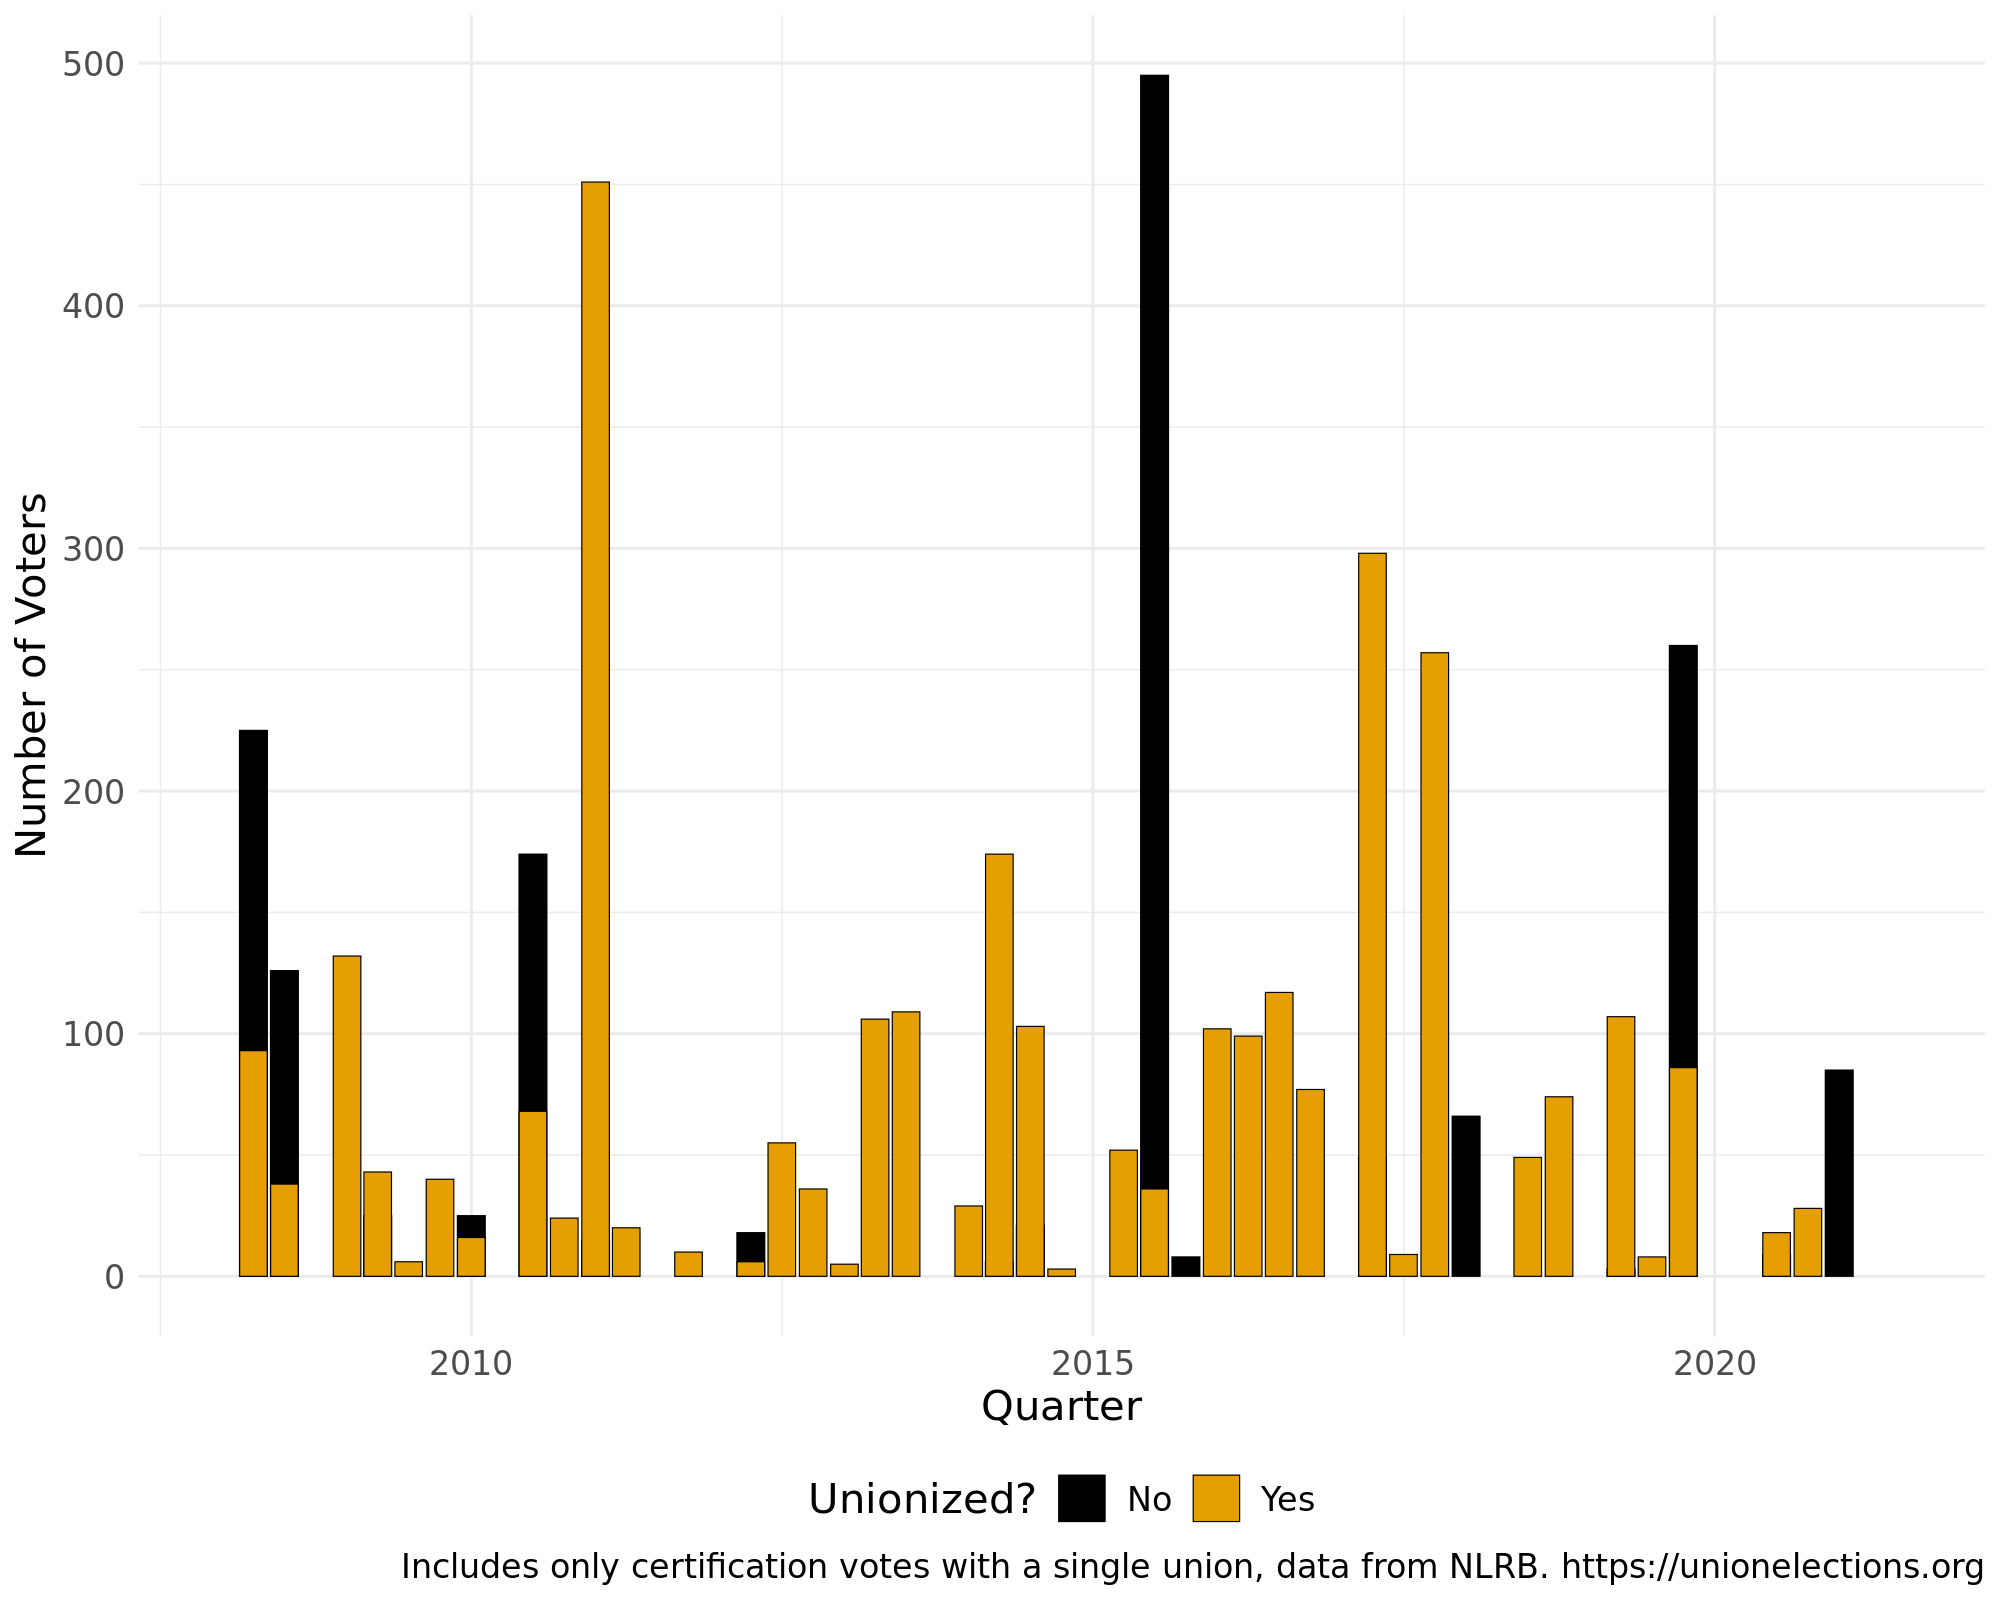 500
400
300
200
100
0
Number of Voters
2010 2015 2020
Quarter
Unionized? No Yes
Includes only certification votes with a single union, data from NLRB. https://unionelections.org